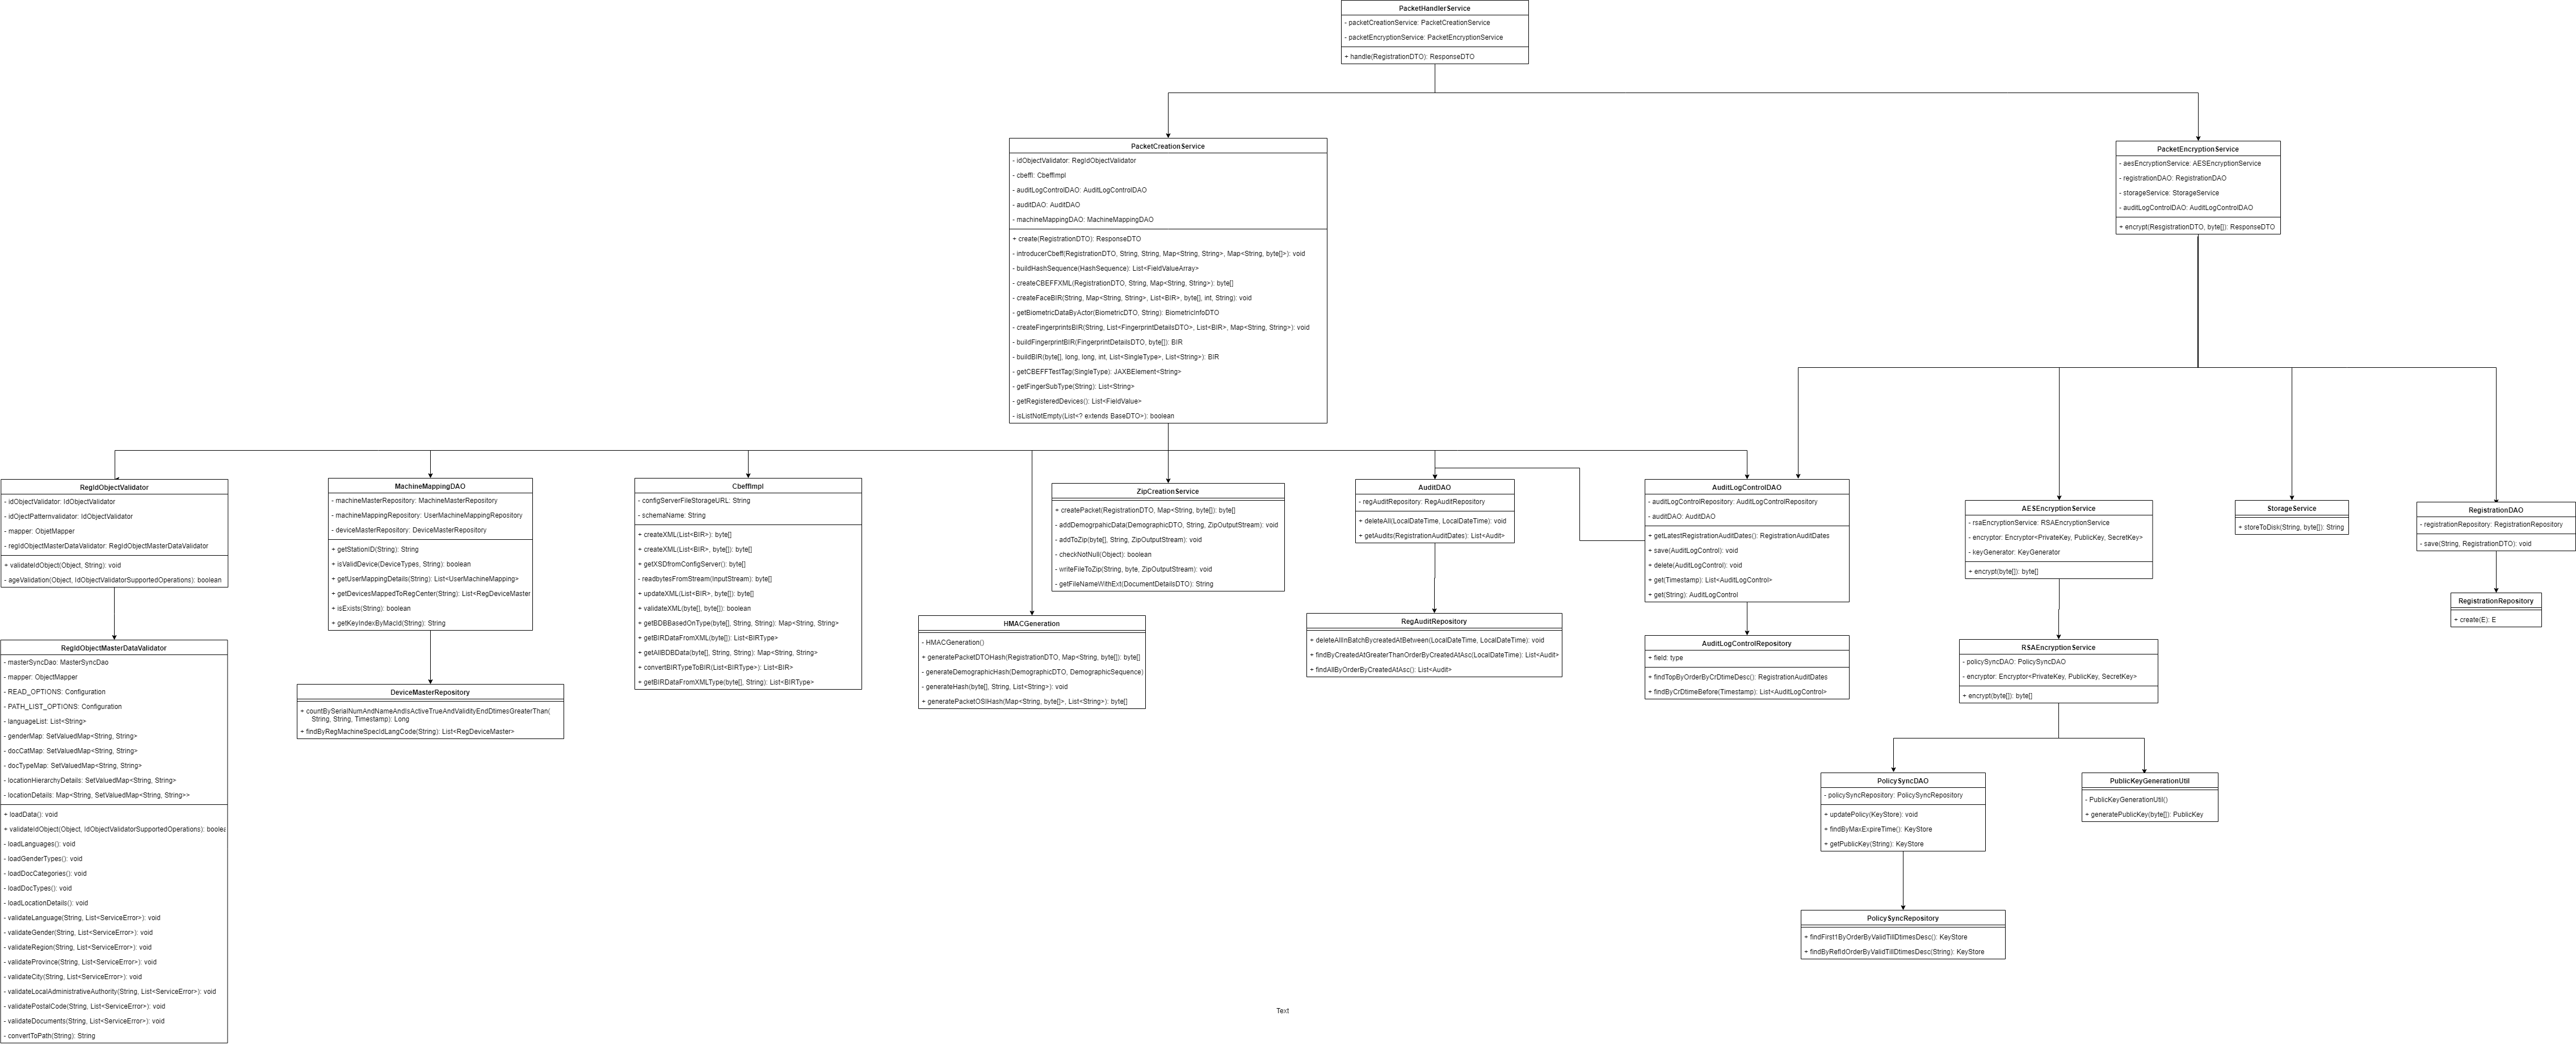 PacketHandlerService
- packetCreationService: PacketCreationService
- packetEncryptionService: PacketEncryptionService
+ handle(RegistrationDTO): ResponseDTO
PacketCreationService
- idObjectValidator: RegIdObjectValidator
- cbeffI: CbeffImpl
- auditLogControlDAO: AuditLogControlDAO
- auditDAO: AuditDAO
- machineMappingDAO: MachineMappingDAO
+ create(RegistrationDTO): ResponseDTO
- introducerCbeff(RegistrationDTO, String, String, Map<String, String>, Map<String, byte[]>): void
- buildHashSequence(HashSequence): List<FieldValueArray>
- createCBEFFXML(RegistrationDTO, String, Map<String, String>): byte[]
- createFaceBIR(String, Map<String, String>, List<BIR>, byte[], int, String): void
- getBiometricDataByActor(BiometricDTO, String): BiometricInfoDTO
- createFingerprintsBIR(String, List<FingerprintDetailsDTO>, List<BIR>, Map<String, String>): void
- buildFingerprintBIR(FingerprintDetailsDTO, byte[]): BIR
- buildBIR(byte[], long, long, int, List<SingleType>, List<String>): BIR
- getCBEFFTestTag(SingleType): JAXBElement<String>
- getFingerSubType(String): List<String>
- getRegisteredDevices(): List<FieldValue>
- isListNotEmpty(List<? extends BaseDTO>): boolean
PacketEncryptionService
- aesEncryptionService: AESEncryptionService
- registrationDAO: RegistrationDAO
- storageService: StorageService
- auditLogControlDAO: AuditLogControlDAO
+ encrypt(ResgistrationDTO, byte[]): ResponseDTO
RegIdObjectValidator
- idObjectValidator: IdObjectValidator
- idOjectPatternvalidator: IdObjectValidator
- mapper: ObjetMapper
- regIdObjectMasterDataValidator: RegIdObjectMasterDataValidator
+ validateIdObject(Object, String): void
- ageValidation(Object, IdObjectValidatorSupportedOperations): boolean
MachineMappingDAO
- machineMasterRepository: MachineMasterRepository
- machineMappingRepository: UserMachineMappingRepository
- deviceMasterRepository: DeviceMasterRepository
+ getStationID(String): String
+ isValidDevice(DeviceTypes, String): boolean
+ getUserMappingDetails(String): List<UserMachineMapping>
+ getDevicesMappedToRegCenter(String): List<RegDeviceMaster
+ isExists(String): boolean
+ getKeyIndexByMacId(String): String
CbeffImpl
- configServerFileStorageURL: String
- schemaName: String
+ createXML(List<BIR>): byte[]
+ createXML(List<BIR>, byte[]): byte[]
+ getXSDfromConfigServer(): byte[]
- readbytesFromStream(InputStream): byte[]
+ updateXML(List<BIR>, byte[]): byte[]
+ validateXML(byte[], byte[]): boolean
+ getBDBBasedOnType(byte[], String, String): Map<String, String>
+ getBIRDataFromXML(byte[]): List<BIRType>
+ getAllBDBData(byte[], String, String): Map<String, String>
+ convertBIRTypeToBIR(List<BIRType>): List<BIR>
+ getBIRDataFromXMLType(byte[], String): List<BIRType>
ZipCreationService
+ createPacket(RegistrationDTO, Map<String, byte[]): byte[]
- addDemogrpahicData(DemographicDTO, String, ZipOutputStream): void
- addToZip(byte[], String, ZipOutputStream): void
- checkNotNull(Object): boolean
- writeFileToZip(String, byte, ZipOutputStream): void
- getFileNameWithExt(DocumentDetailsDTO): String
AuditDAO
- regAuditRepository: RegAuditRepository
+ deleteAll(LocalDateTime, LocalDateTime): void
+ getAudits(RegistrationAuditDates): List<Audit>
AuditLogControlDAO
- auditLogControlRepository: AuditLogControlRepository
- auditDAO: AuditDAO
+ getLatestRegistrationAuditDates(): RegistrationAuditDates
+ save(AuditLogControl): void
+ delete(AuditLogControl): void
+ get(Timestamp): List<AuditLogControl>
+ get(String): AuditLogControl
AESEncryptionService
- rsaEncryptionService: RSAEncryptionService
- encryptor: Encryptor<PrivateKey, PublicKey, SecretKey>
- keyGenerator: KeyGenerator
+ encrypt(byte[]): byte[]
StorageService
+ storeToDisk(String, byte[]): String
RegistrationDAO
- registrationRepository: RegistrationRepository
- save(String, RegistrationDTO): void
RegistrationRepository
+ create(E): E
HMACGeneration
- HMACGeneration()
+ generatePacketDTOHash(RegistrationDTO, Map<String, byte[]): byte[]
- generateDemographicHash(DemographicDTO, DemographicSequence)
- generateHash(byte[], String, List<String>): void
+ generatePacketOSIHash(Map<String, byte[]>, List<String>): byte[]
RegAuditRepository
+ deleteAllInBatchBycreatedAtBetween(LocalDateTime, LocalDateTime): void
+ findByCreatedAtGreaterThanOrderByCreatedAtAsc(LocalDateTime): List<Audit>
+ findAllByOrderByCreatedAtAsc(): List<Audit>
AuditLogControlRepository
+ field: type
+ findTopByOrderByCrDtimeDesc(): RegistrationAuditDates
+ findByCrDtimeBefore(Timestamp): List<AuditLogControl>
RSAEncryptionService
- policySyncDAO: PolicySyncDAO
- encryptor: Encryptor<PrivateKey, PublicKey, SecretKey>
+ encrypt(byte[]): byte[]
RegIdObjectMasterDataValidator
- masterSyncDao: MasterSyncDao
- mapper: ObjectMapper
- READ_OPTIONS: Configuration
- PATH_LIST_OPTIONS: Configuration
- languageList: List<String>
- genderMap: SetValuedMap<String, String>
- docCatMap: SetValuedMap<String, String>
- docTypeMap: SetValuedMap<String, String>
- locationHierarchyDetails: SetValuedMap<String, String>
- locationDetails: Map<String, SetValuedMap<String, String>>
+ loadData(): void
+ validateIdObject(Object, IdObjectValidatorSupportedOperations): boolea
- loadLanguages(): void
- loadGenderTypes(): void
- loadDocCategories(): void
- loadDocTypes(): void
- loadLocationDetails(): void
- validateLanguage(String, List<ServiceError>): void
- validateGender(String, List<ServiceError>): void
- validateRegion(String, List<ServiceError>): void
- validateProvince(String, List<ServiceError>): void
- validateCity(String, List<ServiceError>): void
- validateLocalAdministrativeAuthority(String, List<ServiceError>): void
- validatePostalCode(String, List<ServiceError>): void
- validateDocuments(String, List<ServiceError>): void
- convertToPath(String): String
DeviceMasterRepository
+ countBySerialNumAndNameAndIsActiveTrueAndValidityEndDtimesGreaterThan(
String, String, Timestamp): Long
+ findByRegMachineSpecIdLangCode(String): List<RegDeviceMaster>
PolicySyncDAO
- policySyncRepository: PolicySyncRepository
+ updatePolicy(KeyStore): void
+ findByMaxExpireTime(): KeyStore
+ getPublicKey(String): KeyStore
PublicKeyGenerationUtil
- PublicKeyGenerationUtil()
+ generatePublicKey(byte[]): PublicKey
PolicySyncRepository
+ findFirst1ByOrderByValidTillDtimesDesc(): KeyStore
+ findByRefIdOrderByValidTillDtimesDesc(String): KeyStore
Text